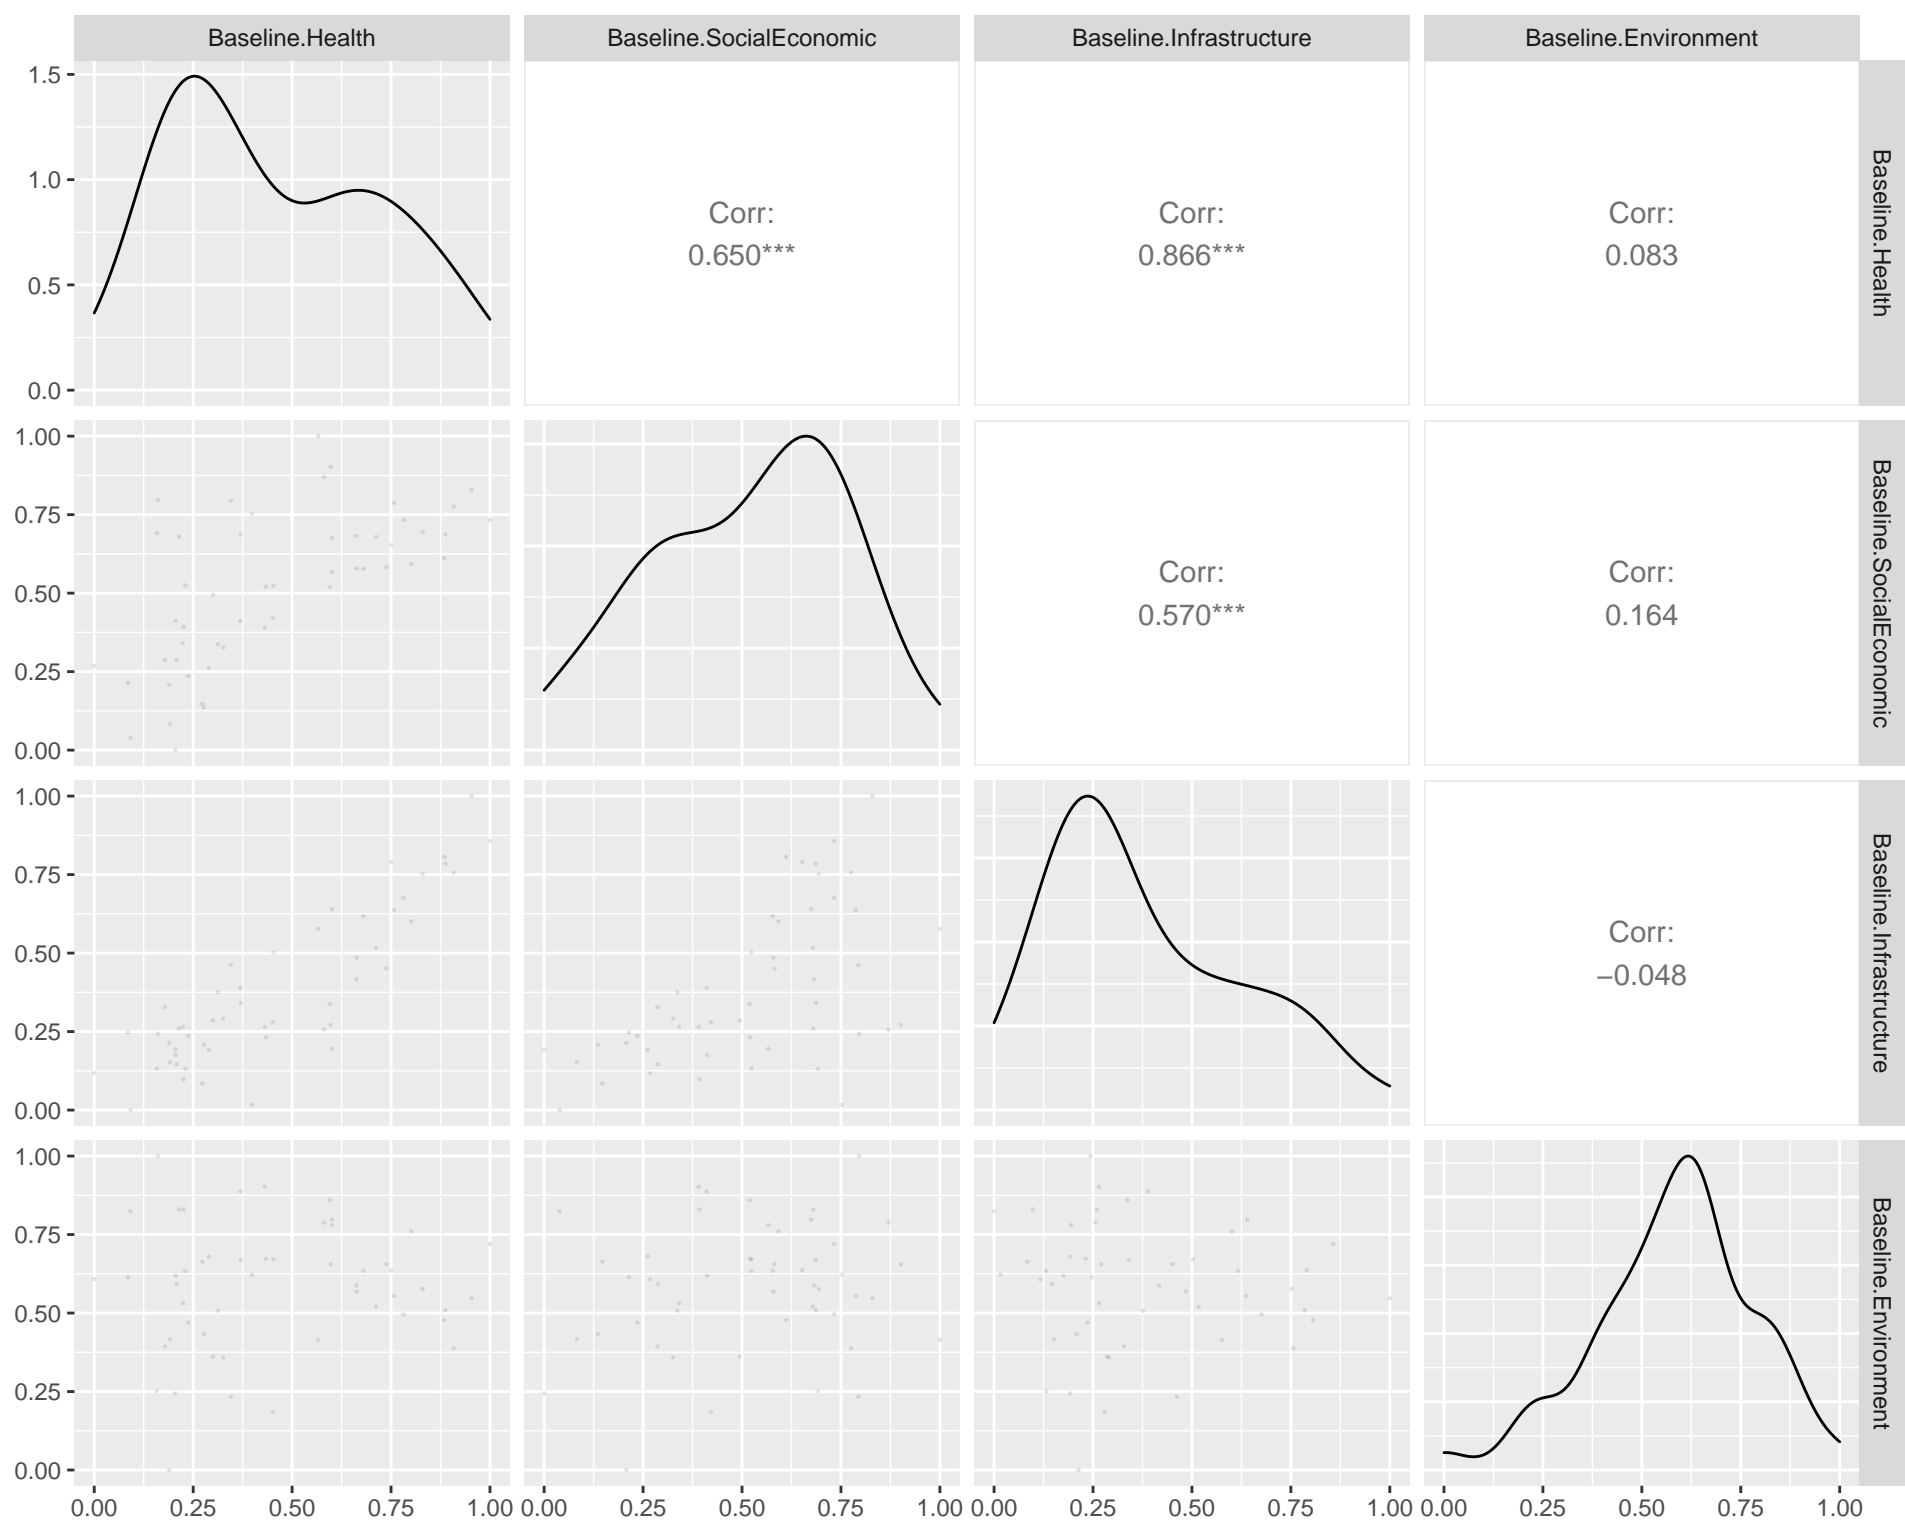 Baseline.Health Baseline.SocialEconomic Baseline.Infrastructure Baseline.Environment
1.5
1.0
0.5
0.0
Corr:
0.650***
Corr:
0.866***
Corr:
0.083
Baseline.Health
1.00
0.75
0.50
0.25
0.00
Corr:
0.570***
Corr:
0.164
Baseline.SocialEconomic
1.00
0.75
0.50
0.25
0.00
Corr:
−0.048
Baseline.Infrastructure
1.00
0.75
0.50
0.25
0.00
Baseline.Environment
0.00 0.25 0.50 0.75 1.00 0.00 0.25 0.50 0.75 1.00 0.00 0.25 0.50 0.75 1.00 0.00 0.25 0.50 0.75 1.00